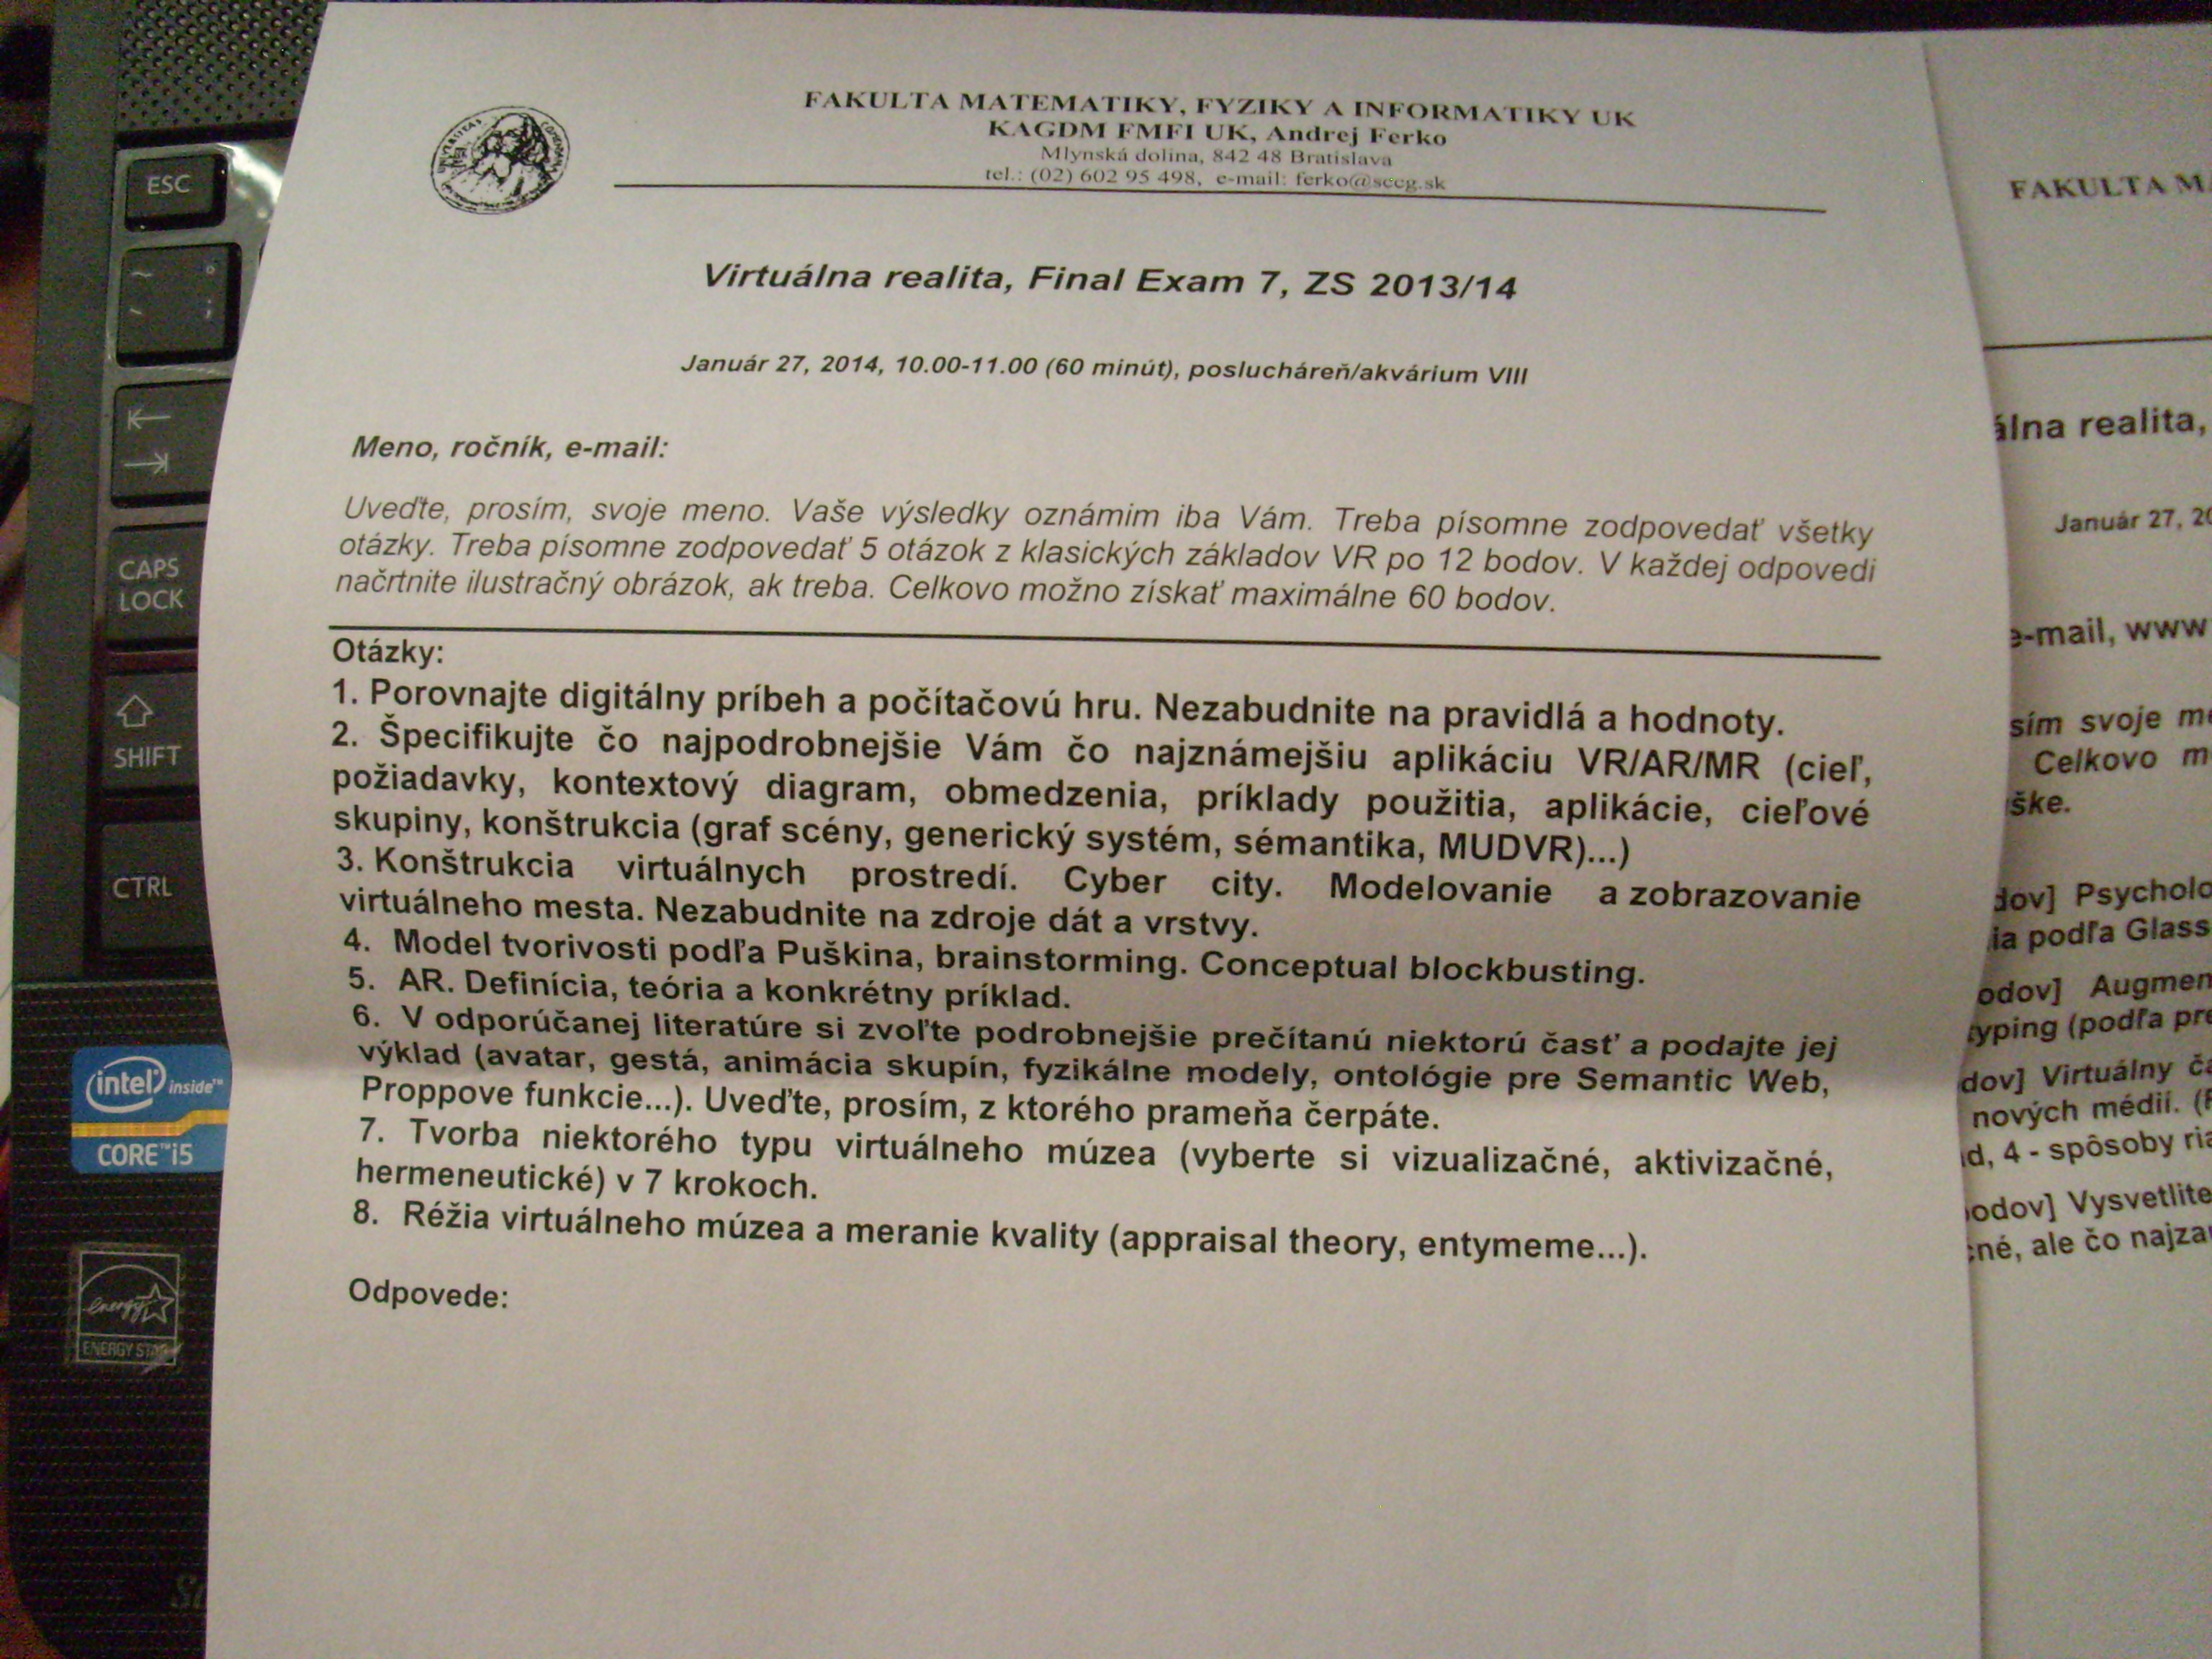 FAKULTA MATEMATIKY, FYZIKY A INFORMATIKY UK
KAGDM FMFI UK, Andrej Ferko
Mlynská dolina, 842 48 Bratislava
tel.: (02) 602 95 498, e-mail: ferko@sccg.sk
Virtuálna realita, Final Exam 7, ZS 2013/14
Január 27, 2014, 10.00-11.00 (60 minút), poslucháreň/akvárium VIII
Meno, ročník, e-mail:
Uveďte, prosím, svoje meno. Vaše výsledky oznámim iba Vám. Treba písomne zodpovedať všetky
otázky. Treba písomne zodpovedať 5 otázok z klasických základov VR po 12 bodov. V každej odpovedi
načrtnite ilustračný obrázok, ak treba. Celkovo možno získať maximálne 60 bodov.
Otázky:
1. Porovnajte digitálny príbeh a počítačovú hru. Nezabudnite na pravidlá a hodnoty.
2. Špecifikujte čo najpodrobnejšie Vám čo najznámejšiu aplikáciu VR/AR/MR (cieľ,
požiadavky, kontextový diagram, obmedzenia, príklady použitia, aplikácie, cieľové
skupiny, konštrukcia (graf scény, generický systém, sémantika, MUDVR)...)
3. Konštrukcia virtuálnych prostredí. Cyber city. Modelovanie a zobrazovanie
virtuálneho mesta. Nezabudnite na zdroje dát a vrstvy.
4. Model tvorivosti podľa Puškina, brainstorming. Conceptual blockbusting.
5. AR. Definícia, teória a konkrétny príklad.
6. V odporúčanej literatúre si zvoľte podrobnejšie prečítanú niektorú časť a podajte jej
výklad (avatar, gestá, animácia skupín, fyzikálne modely, ontológie pre Semantic Web,
Proppove funkcie...). Uveďte, prosím, z ktorého prameňa čerpáte.
7. Tvorba niektorého typu virtuálneho múzea (vyberte si vizualizačné, aktivizačné,
hermeneutické) v 7 krokoch.
8. Réžia virtuálneho múzea a meranie kvality (appraisal theory, entymeme...).
Odpovede:
FAKULTA
álna realita,
Január 27,
e-mail, www
sím svoje
Celkovo
ške.
dov] Psycholo
ia podľa Glass
odov] Augmen
yping (podľa
dov] Virtuálny
nových médií.
d, 4 - spôsoby
odov] Vysvetlite
né, ale čo
ESC
CAPS
LOCK
SHIFT
CTRL
intel inside™
CORE™ i5
energy
ENERGY STAR